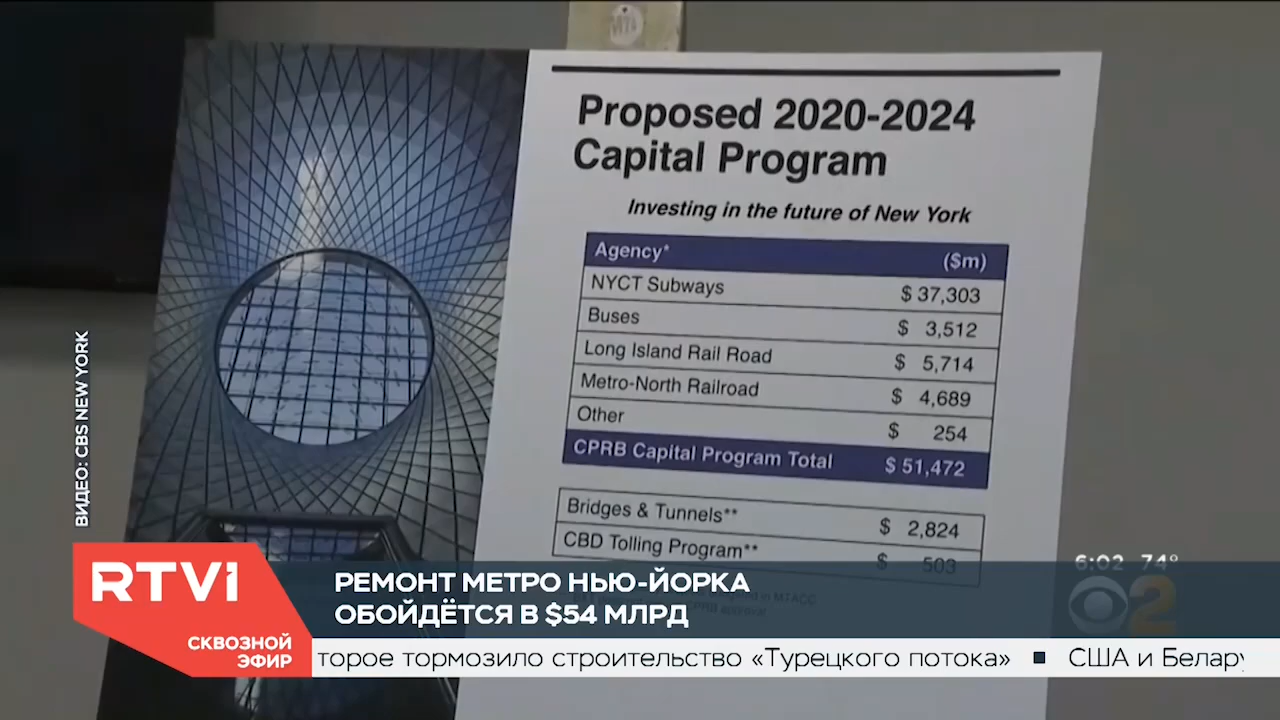 Proposed 2020-2024
Capital Program
Investing in the future of New York
Agency* ($m)
NYCT Subways $ 37,303
Buses $ 3,512
Long Island Rail Road $ 5,714
Metro-North Railroad $ 4,689
Other $ 254
CPRB Capital Program Total $ 51,472
Bridges & Tunnels** $ 2,824
CBD Tolling Program** $ 503
ВИДЕО: CBS NEW YORK
6:02 74°
2
RTVI
СКВОЗНОЙ
ЭФИР
РЕМОНТ МЕТРО НЬЮ-ЙОРКА
ОБОЙДЁТСЯ В $54 МЛРД
торое тормозило строительство «Турецкого потока» ■ США и Белару